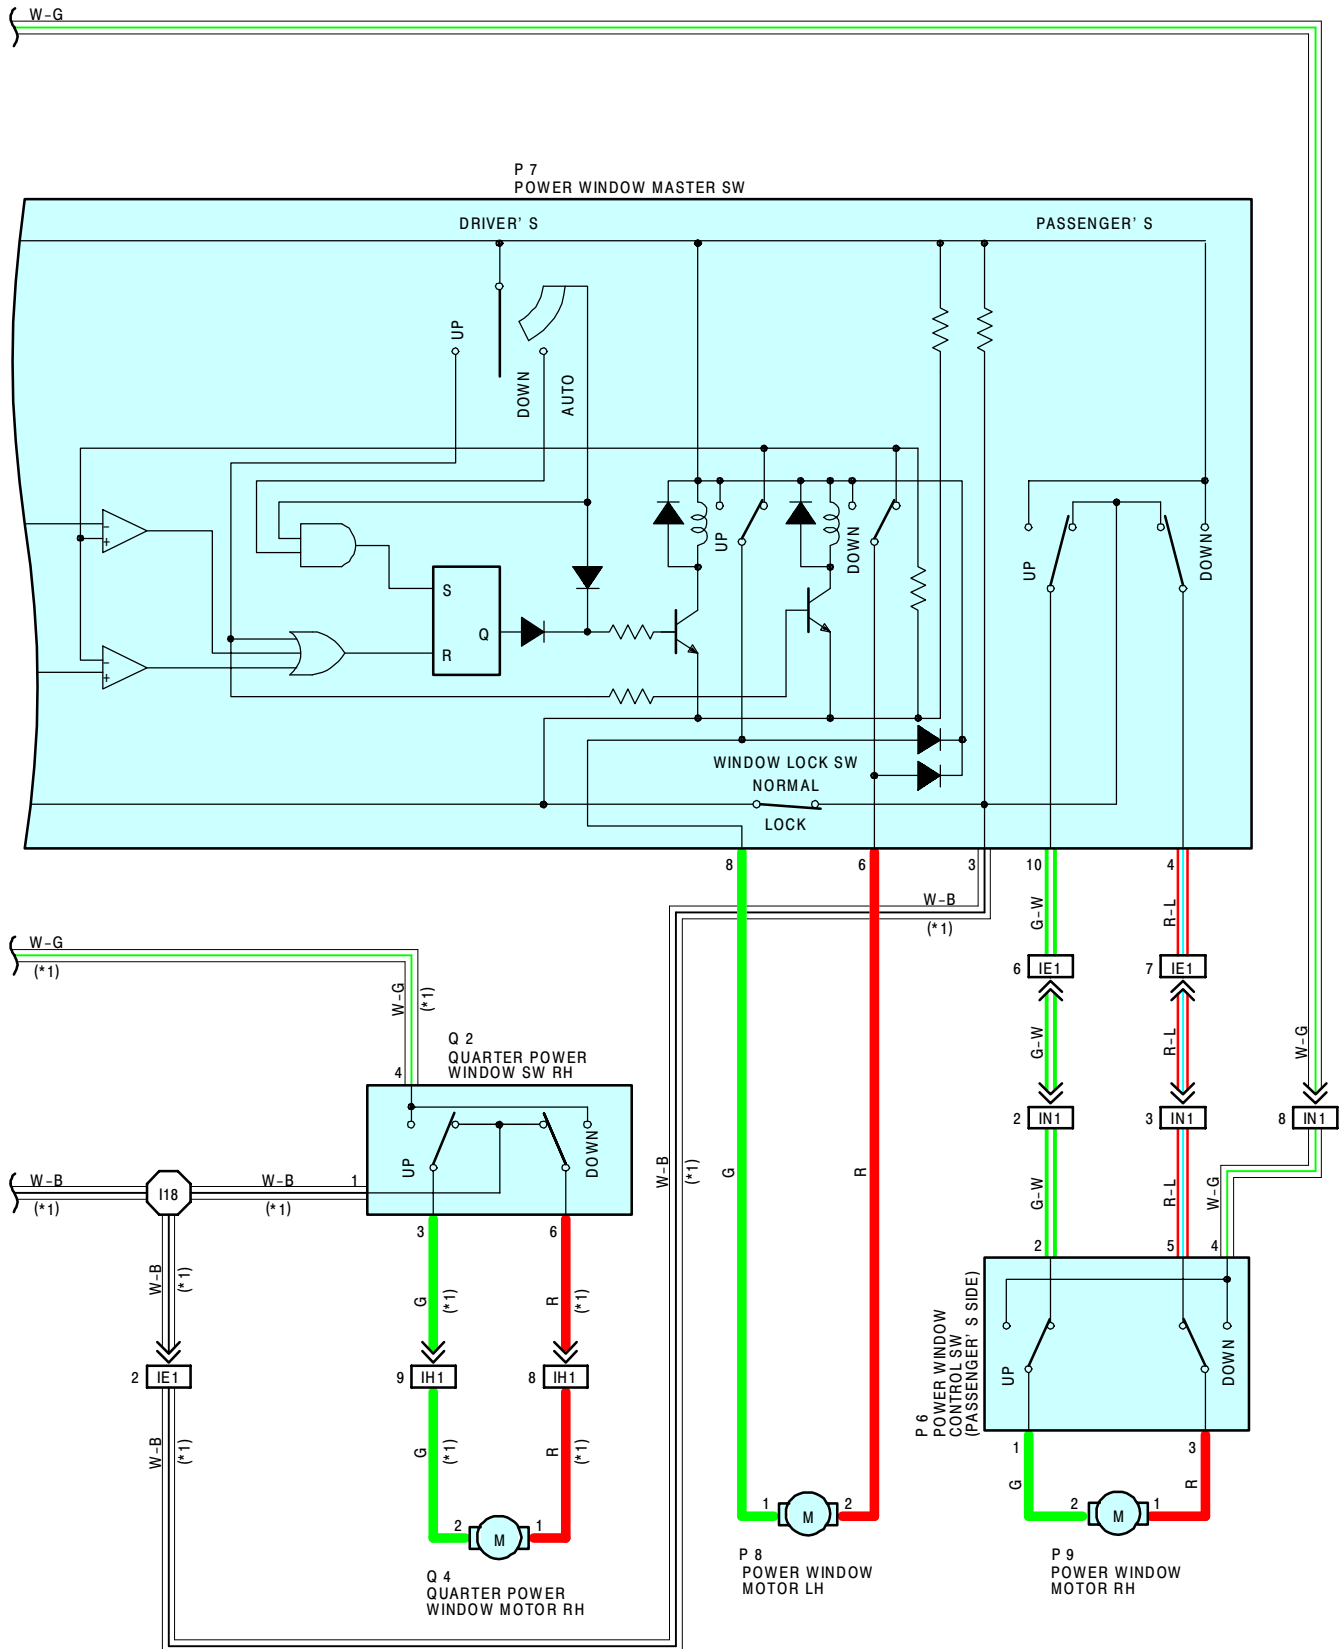 W-G
P 7
POWER WINDOW MASTER SW
DRIVER' S
PASSENGER' S
UP
DOWN
AUTO
UP
DOWN
UP
DOWN
-
+
-
+
S
Q
R
WINDOW LOCK SW
NORMAL
LOCK
8
6
3
10
4
W-B
(*1)
G-W
R-L
W-G
(*1)
6 IE1
7 IE1
W-G
(*1)
G-W
R-L
W-G
Q 2
QUARTER POWER
WINDOW SW RH
4
2 IN1
3 IN1
8 IN1
UP
DOWN
W-B
(*1)
I18
W-B
(*1)
1
W-B
(*1)
G
R
G-W
R-L
W-G
3
6
2
5
4
W-B
(*1)
G
(*1)
R
(*1)
P 6
POWER WINDOW
CONTROL SW
(PASSENGER' S SIDE)
UP
DOWN
2 IE1
9 IH1
8 IH1
W-B
(*1)
G
(*1)
R
(*1)
1
3
G
R
2
M
1
1
M
2
2
M
1
Q 4
QUARTER POWER
WINDOW MOTOR RH
P 8
POWER WINDOW
MOTOR LH
P 9
POWER WINDOW
MOTOR RH